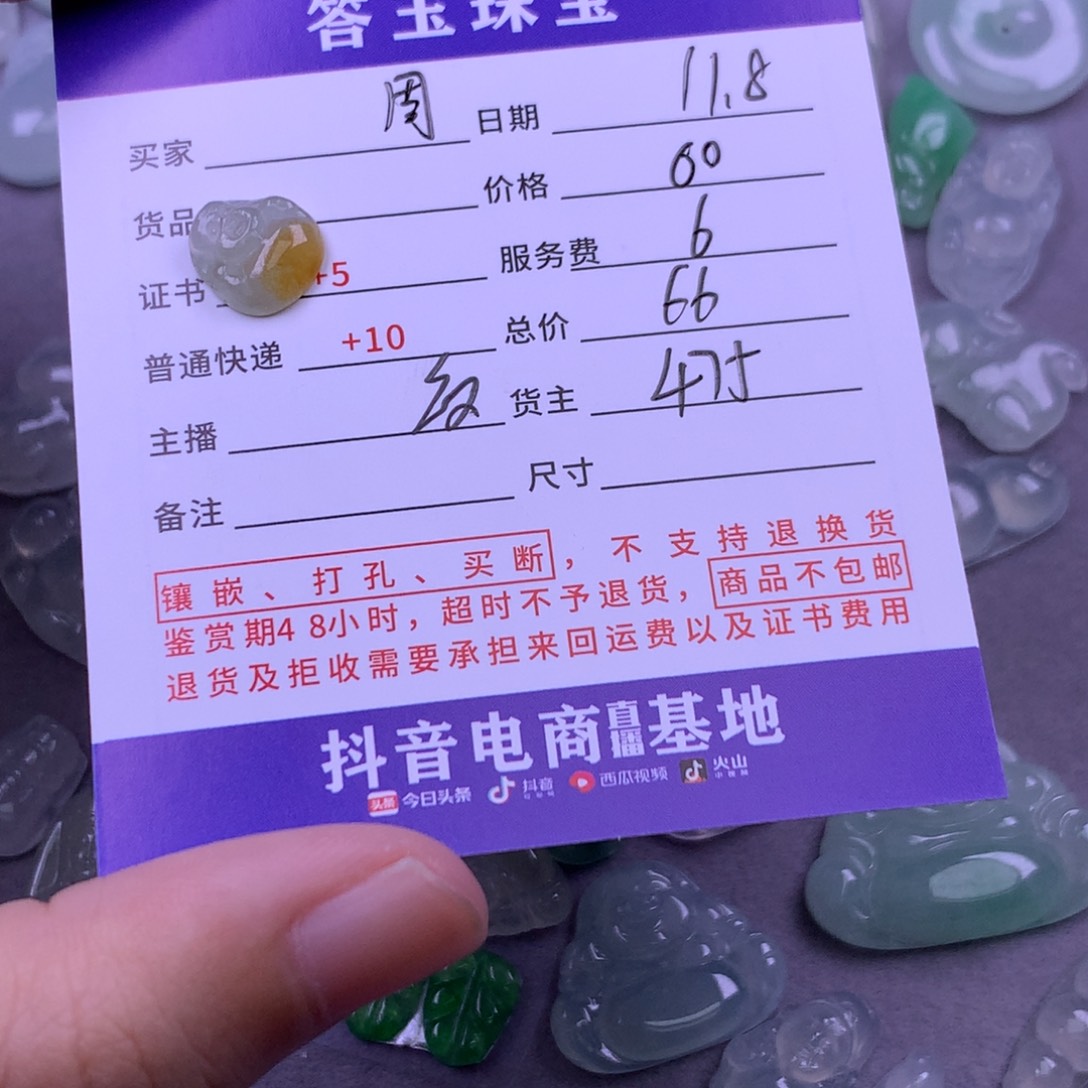 答玉珠宝
买家 周 日期 11.8
货品 价格 60
证书 +5 服务费 6
普通快递 +10 总价 66
主播 货主
备注 尺寸
镶嵌、打孔、买断，不支持退换货
鉴赏期48小时，超时不予退货，商品不包邮
退货及拒收需要承担来回运费以及证书费用
抖音电商直播基地
头条 今日头条 抖音 西瓜视频 火山